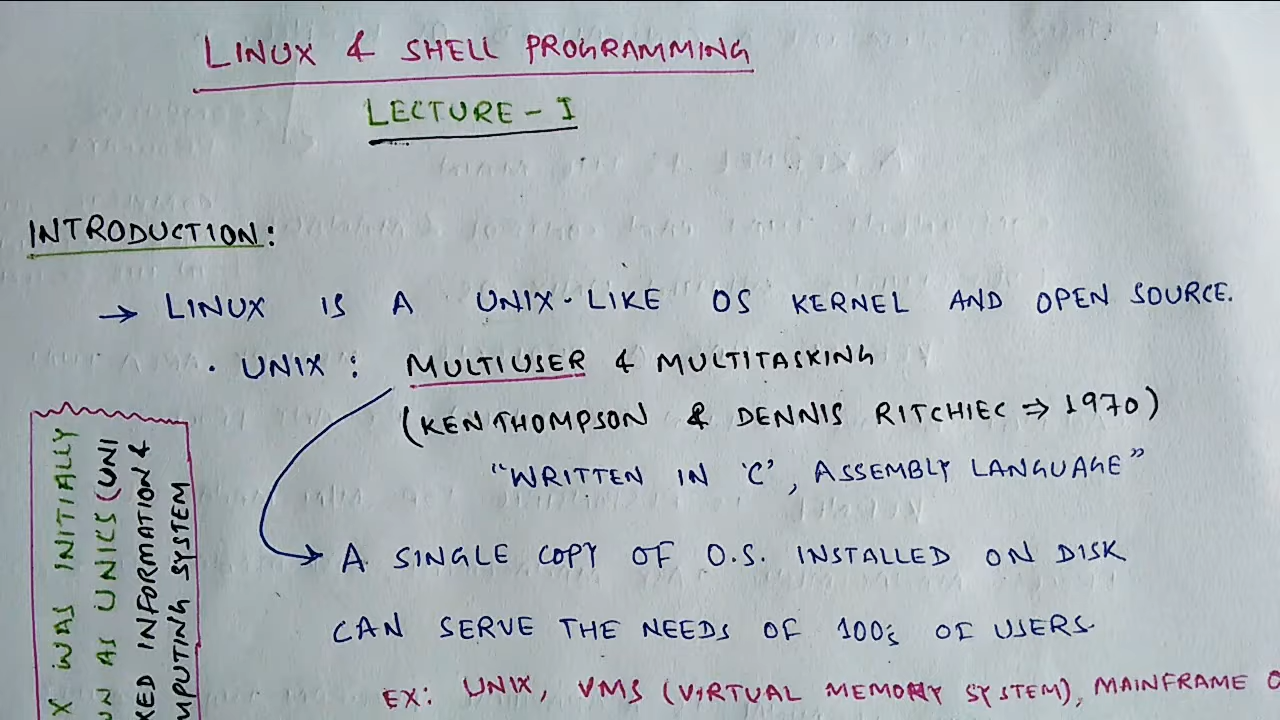 LINUX & SHELL PROGRAMMING
LECTURE - I
INTRODUCTION:
→ LINUX IS A UNIX-LIKE OS KERNEL AND OPEN SOURCE.
• UNIX: MULTIUSER & MULTITASKING
(KEN THOMPSON & DENNIS RITCHIEC ⇒ 1970)
"WRITTEN IN 'C', ASSEMBLY LANGUAGE"
A SINGLE COPY OF O.S. INSTALLED ON DISK
CAN SERVE THE NEEDS OF 100s OF USERS.
EX: UNIX, VMS (VIRTUAL MEMORY SYSTEM), MAINFRAME O
X WAS INITIALLY
WN AS UNICS (UNI
XED INFORMATION &
MPUTING SYSTEM